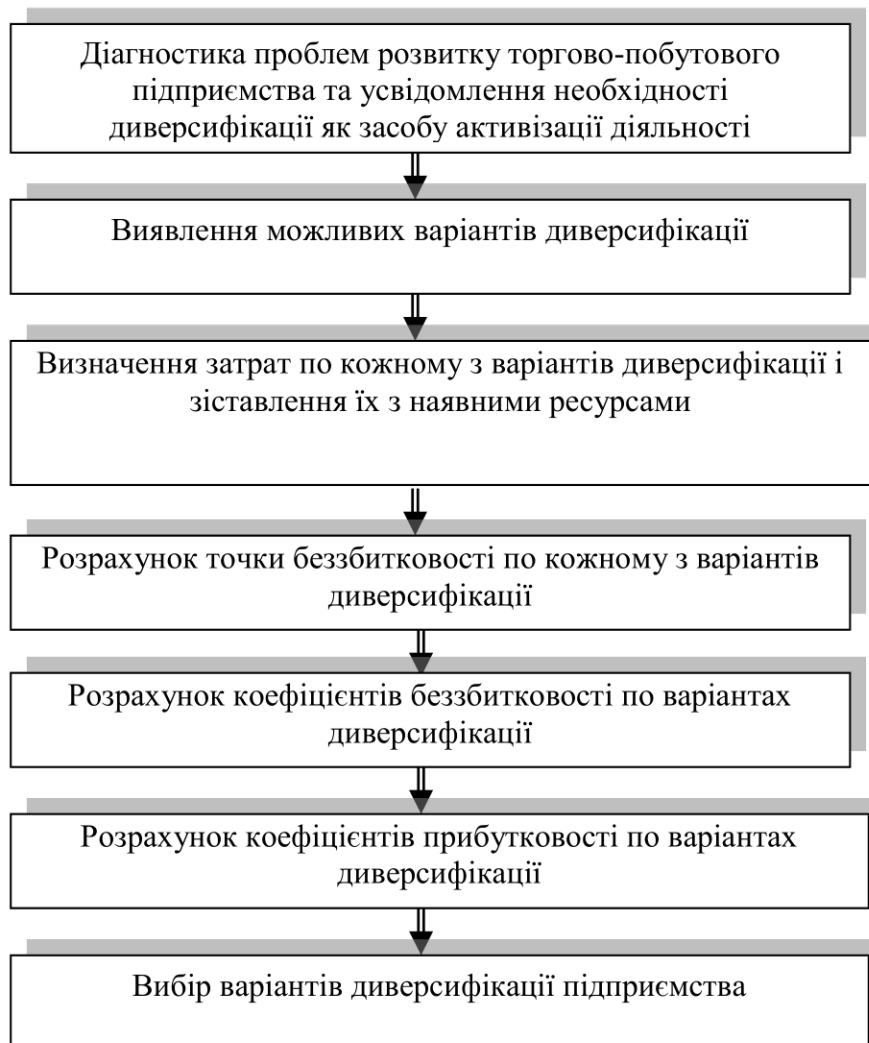 Діагностика проблем розвитку торгово-побутового
підприємства та усвідомлення необхідності
диверсифікації як засобу активізації діяльності
Виявлення можливих варіантів диверсифікації
Визначення затрат по кожному з варіантів диверсифікації і
зіставлення їх з наявними ресурсами
Розрахунок точки беззбитковості по кожному з варіантів
диверсифікації
Розрахунок коефіцієнтів беззбитковості по варіантах
диверсифікації
Розрахунок коефіцієнтів прибутковості по варіантах
диверсифікації
Вибір варіантів диверсифікації підприємства